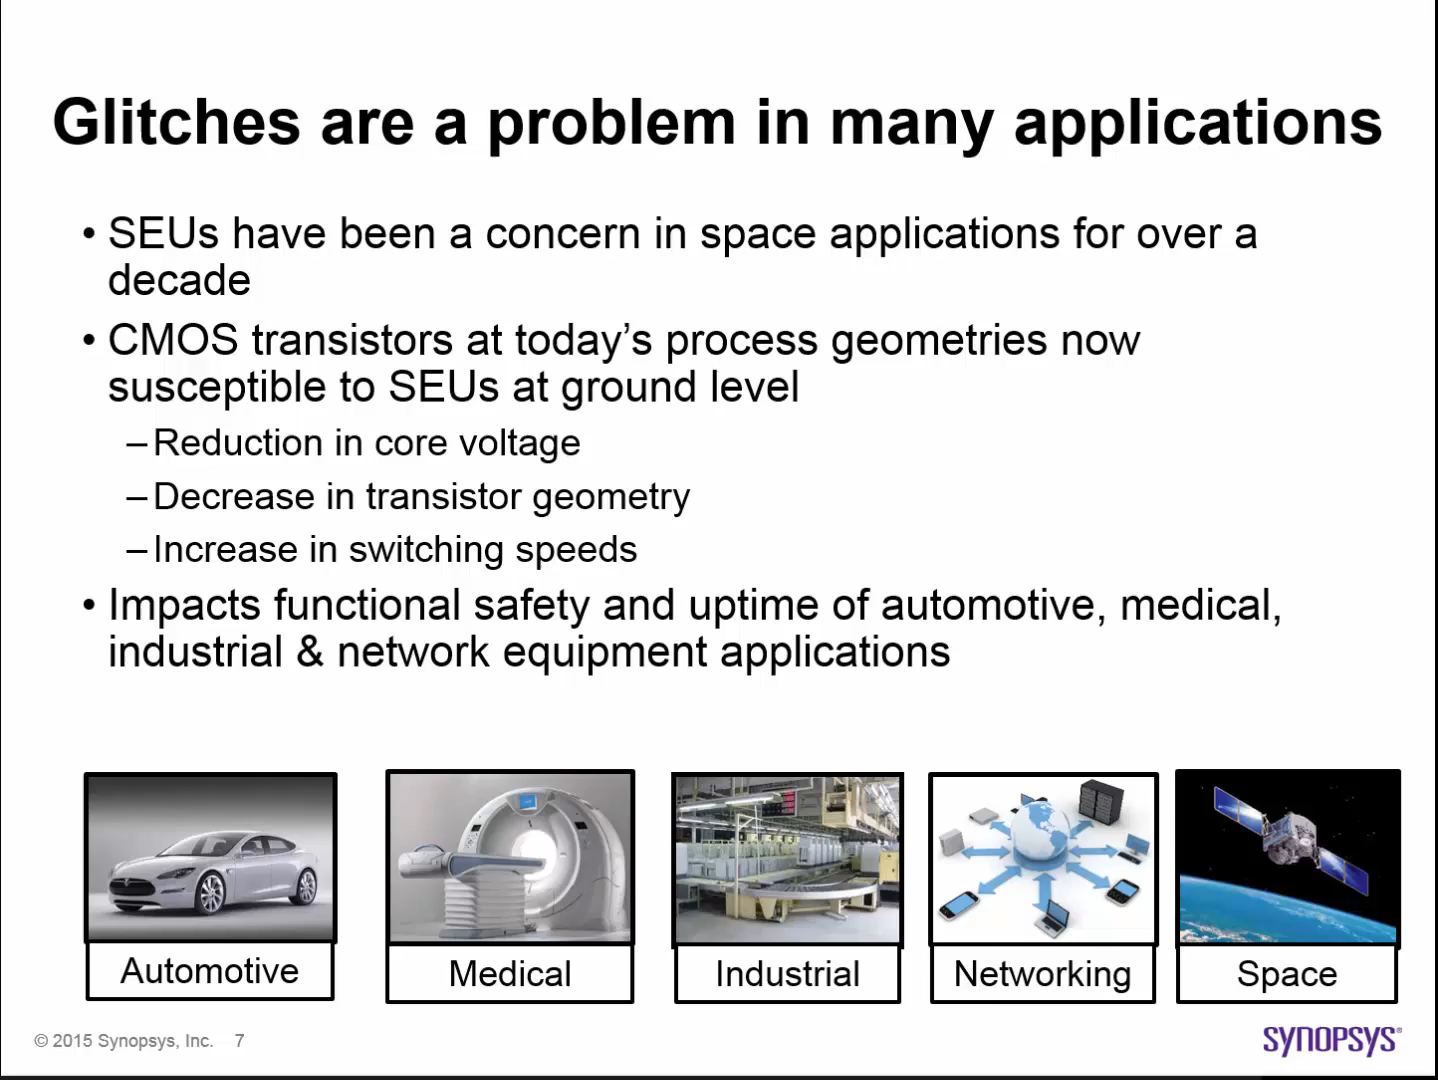 Glitches are a problem in many applications
• SEUs have been a concern in space applications for over a
decade
• CMOS transistors at today’s process geometries now
susceptible to SEUs at ground level
– Reduction in core voltage
– Decrease in transistor geometry
– Increase in switching speeds
• Impacts functional safety and uptime of automotive, medical,
industrial & network equipment applications
Automotive
Medical
Industrial
Networking
Space
© 2015 Synopsys, Inc. 7
SYNOPSYS®